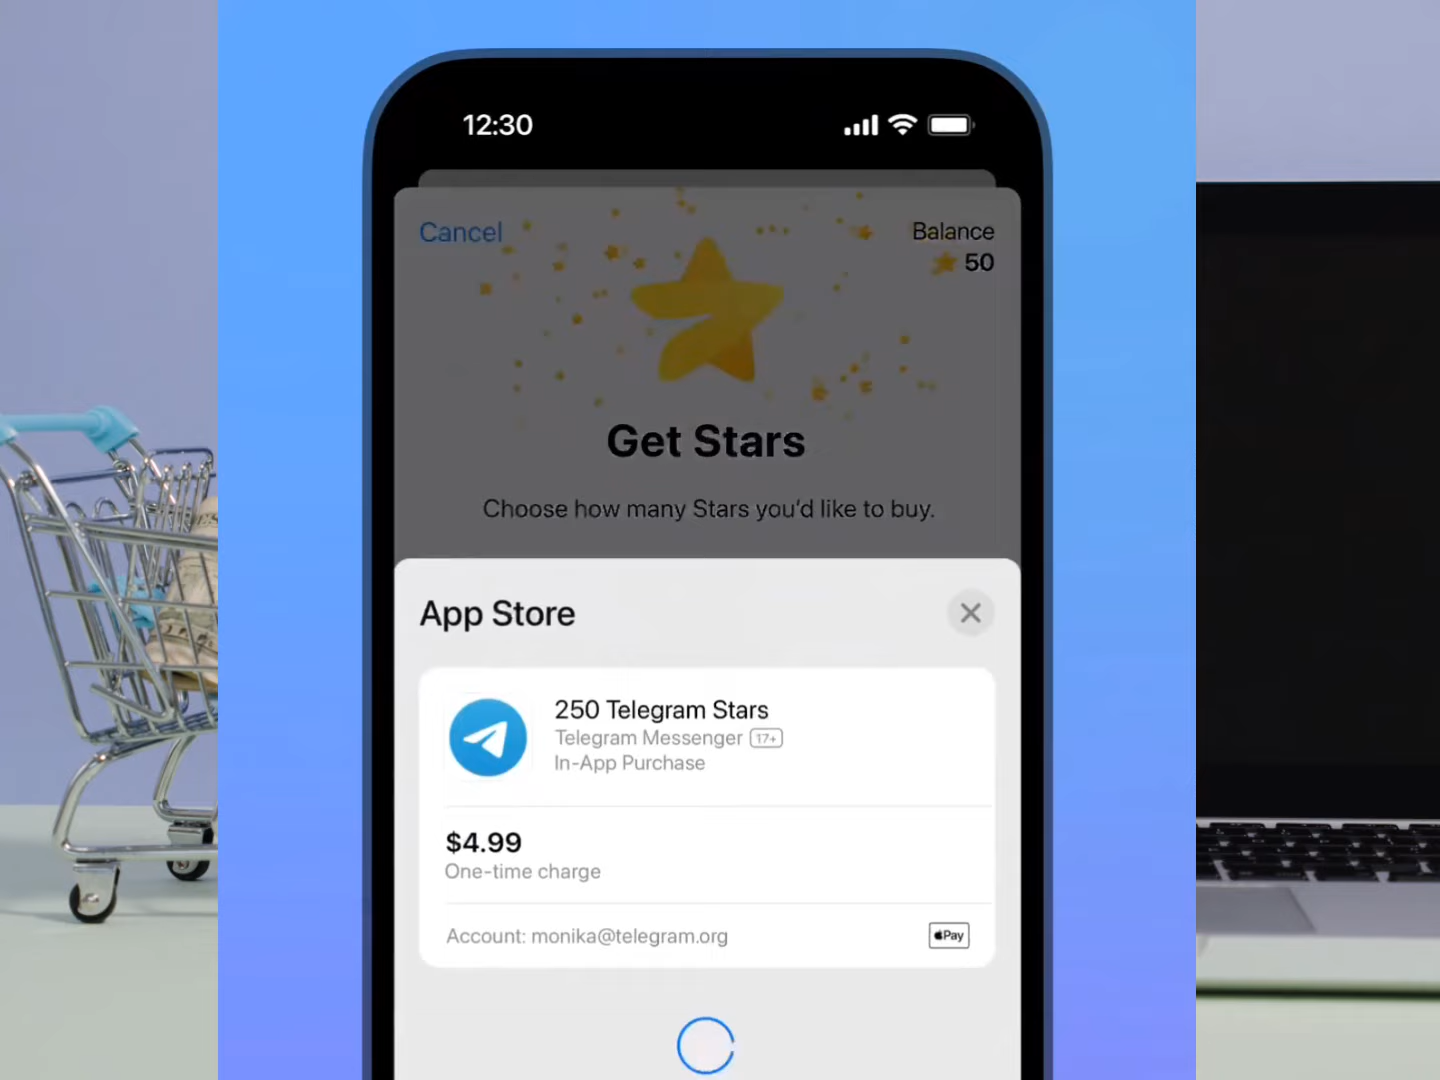 12:30
Cancel
Balance
50
Get Stars
Choose how many Stars you'd like to buy.
App Store
250 Telegram Stars
Telegram Messenger 17+
In-App Purchase
$4.99
One-time charge
Account: monika@telegram.org
Pay